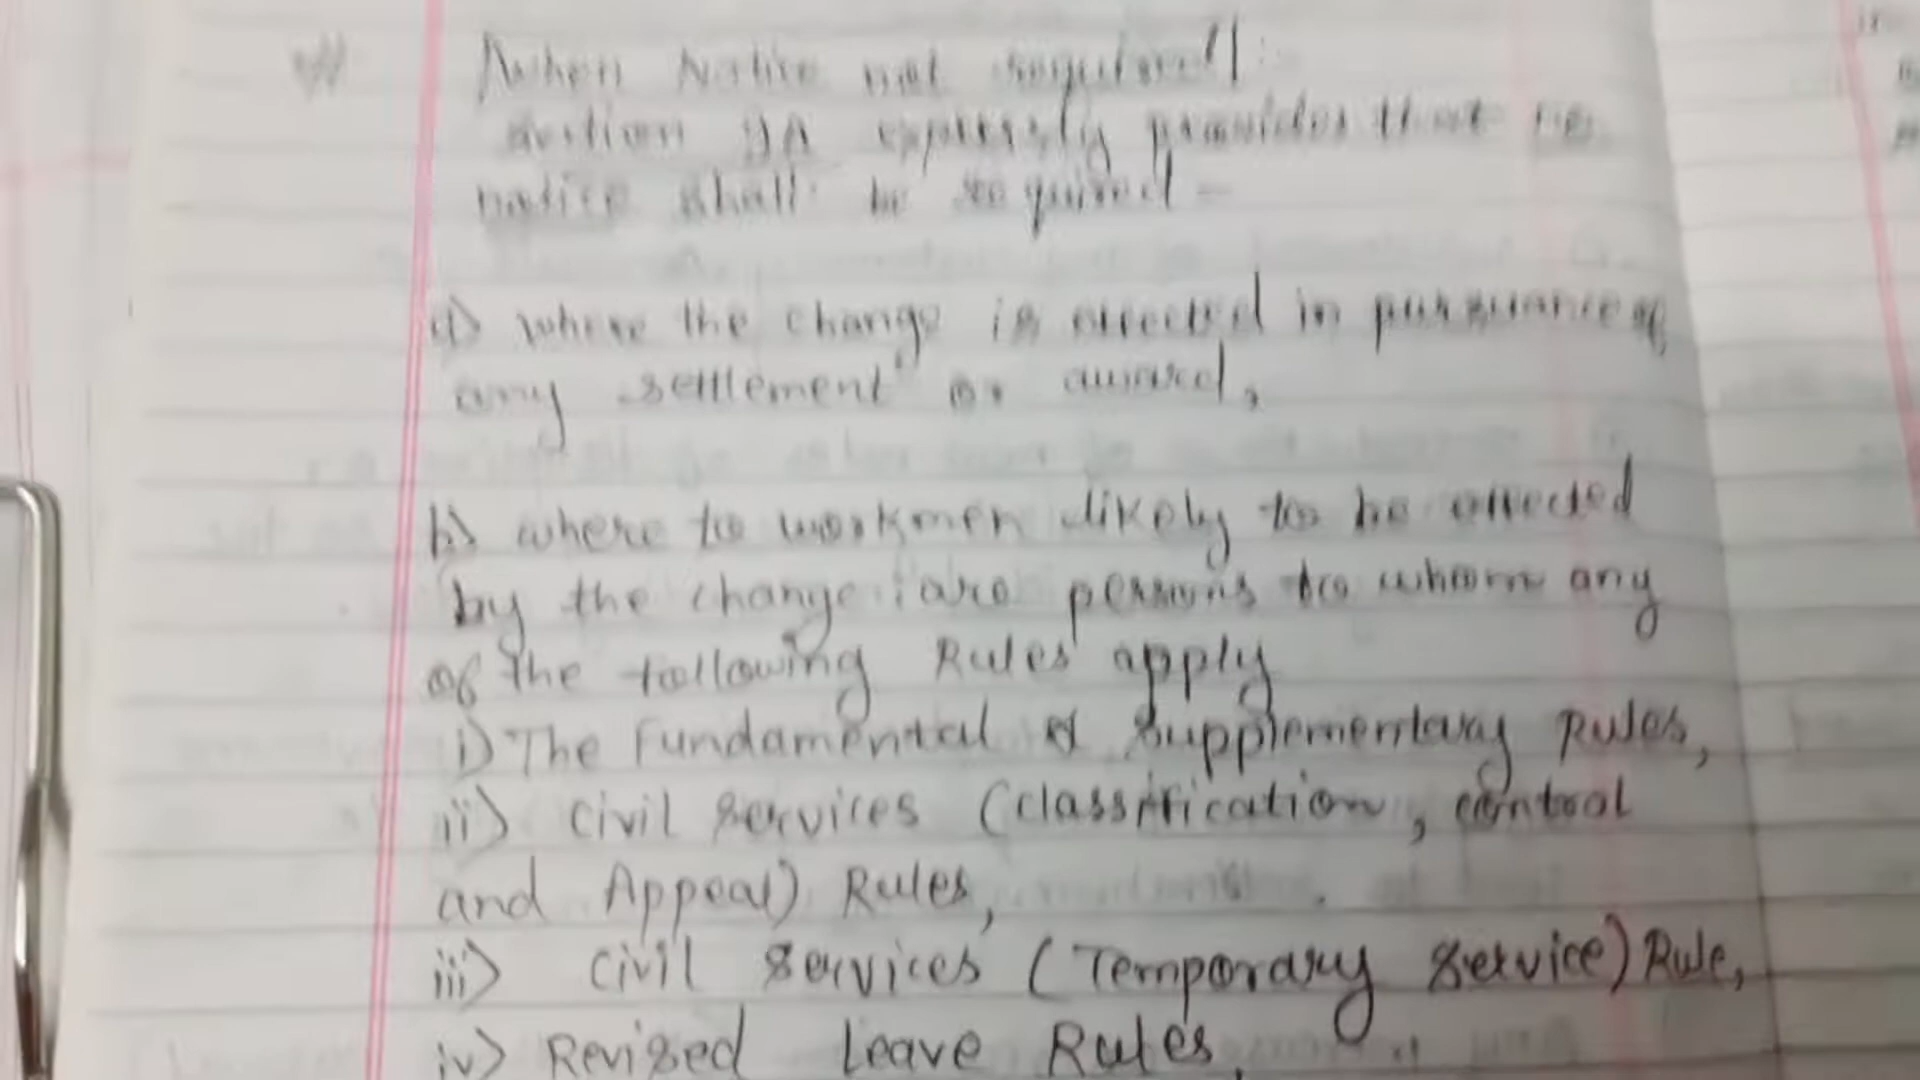 When Notice not required :
section 9A expressly provides that no
notice shall be required -
a) where the change is effected in pursuance of
any settlement or award,
b) where to workmen likely to be effected
by the change are persons to whom any
of the following Rules apply
i) The Fundamental & Supplementary Rules,
ii) Civil Services (Classification, control
and Appeal) Rules,
iii) Civil Services (Temporary Service) Rule,
iv) Revised Leave Rules,